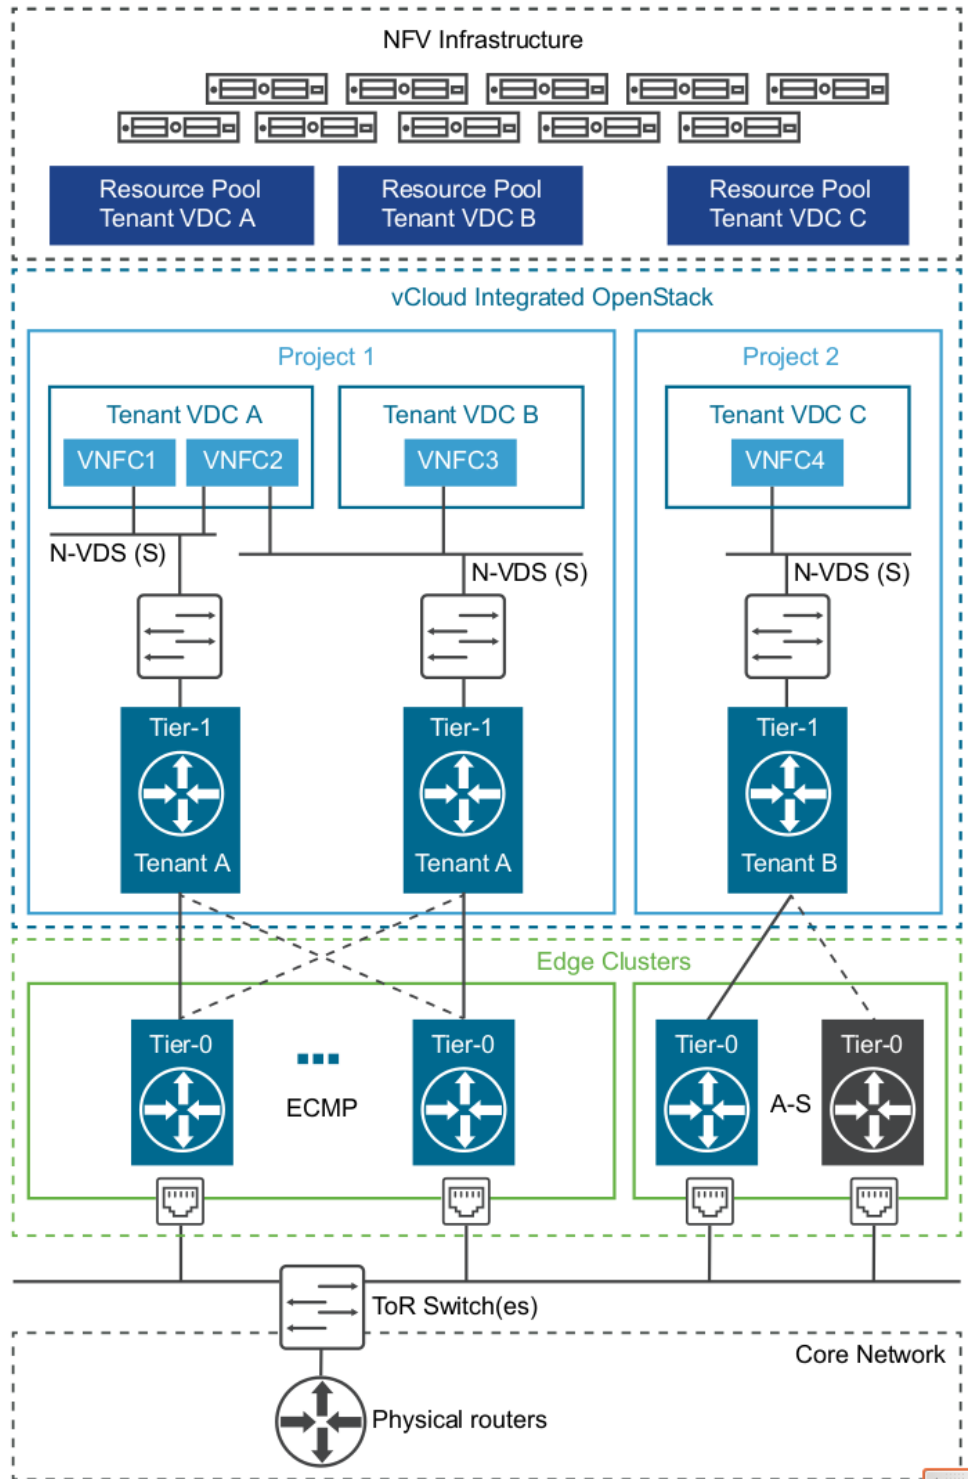 NFV Infrastructure
Resource Pool
Tenant VDC A
Resource Pool
Tenant VDC B
Resource Pool
Tenant VDC C
vCloud Integrated OpenStack
Project 1
Project 2
Tenant VDC A
VNFC1
VNFC2
Tenant VDC B
VNFC3
Tenant VDC C
VNFC4
N-VDS (S)
N-VDS (S)
N-VDS (S)
Tier-1
Tenant A
Tier-1
Tenant A
Tier-1
Tenant B
Edge Clusters
Tier-0
ECMP
Tier-0
Tier-0
A-S
Tier-0
ToR Switch(es)
Core Network
Physical routers